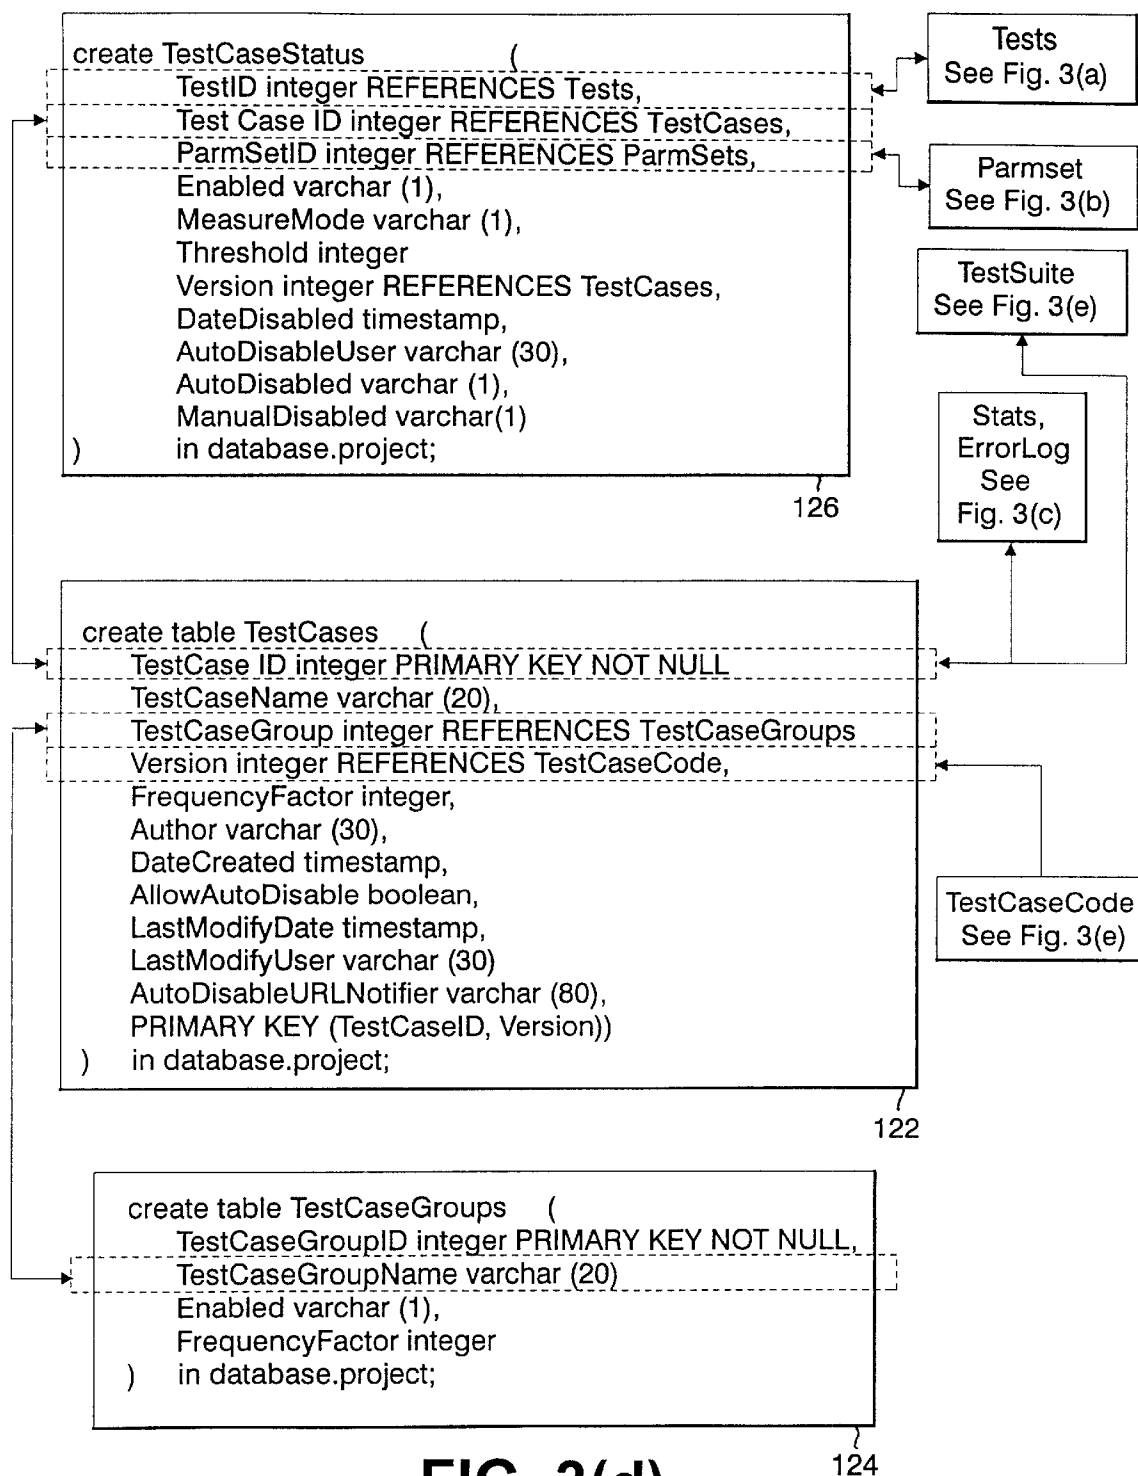 create TestCaseStatus (
TestID integer REFERENCES Tests,
Test Case ID integer REFERENCES TestCases,
ParmSetID integer REFERENCES ParmSets,
Enabled varchar (1),
MeasureMode varchar (1),
Threshold integer
Version integer REFERENCES TestCases,
DateDisabled timestamp,
AutoDisableUser varchar (30),
AutoDisabled varchar (1),
ManualDisabled varchar(1)
) in database.project;
126
Tests
See Fig. 3(a)
Parmset
See Fig. 3(b)
TestSuite
See Fig. 3(e)
Stats,
ErrorLog
See
Fig. 3(c)
create table TestCases (
TestCase ID integer PRIMARY KEY NOT NULL
TestCaseName varchar (20),
TestCaseGroup integer REFERENCES TestCaseGroups
Version integer REFERENCES TestCaseCode,
FrequencyFactor integer,
Author varchar (30),
DateCreated timestamp,
AllowAutoDisable boolean,
LastModifyDate timestamp,
LastModifyUser varchar (30)
AutoDisableURLNotifier varchar (80),
PRIMARY KEY (TestCaseID, Version))
) in database.project;
122
TestCaseCode
See Fig. 3(e)
create table TestCaseGroups (
TestCaseGroupID integer PRIMARY KEY NOT NULL,
TestCaseGroupName varchar (20)
Enabled varchar (1),
FrequencyFactor integer
) in database.project;
124
FIG. 3(d)